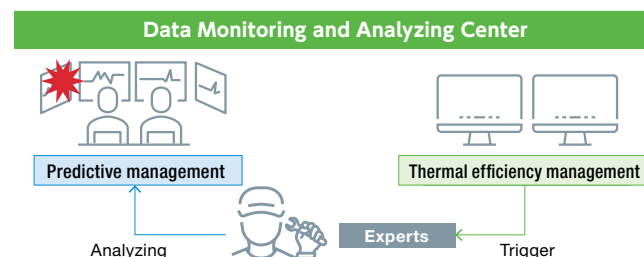 Data Monitoring and Analyzing Center
Predictive management
Thermal efficiency management
Experts
Analyzing
Trigger